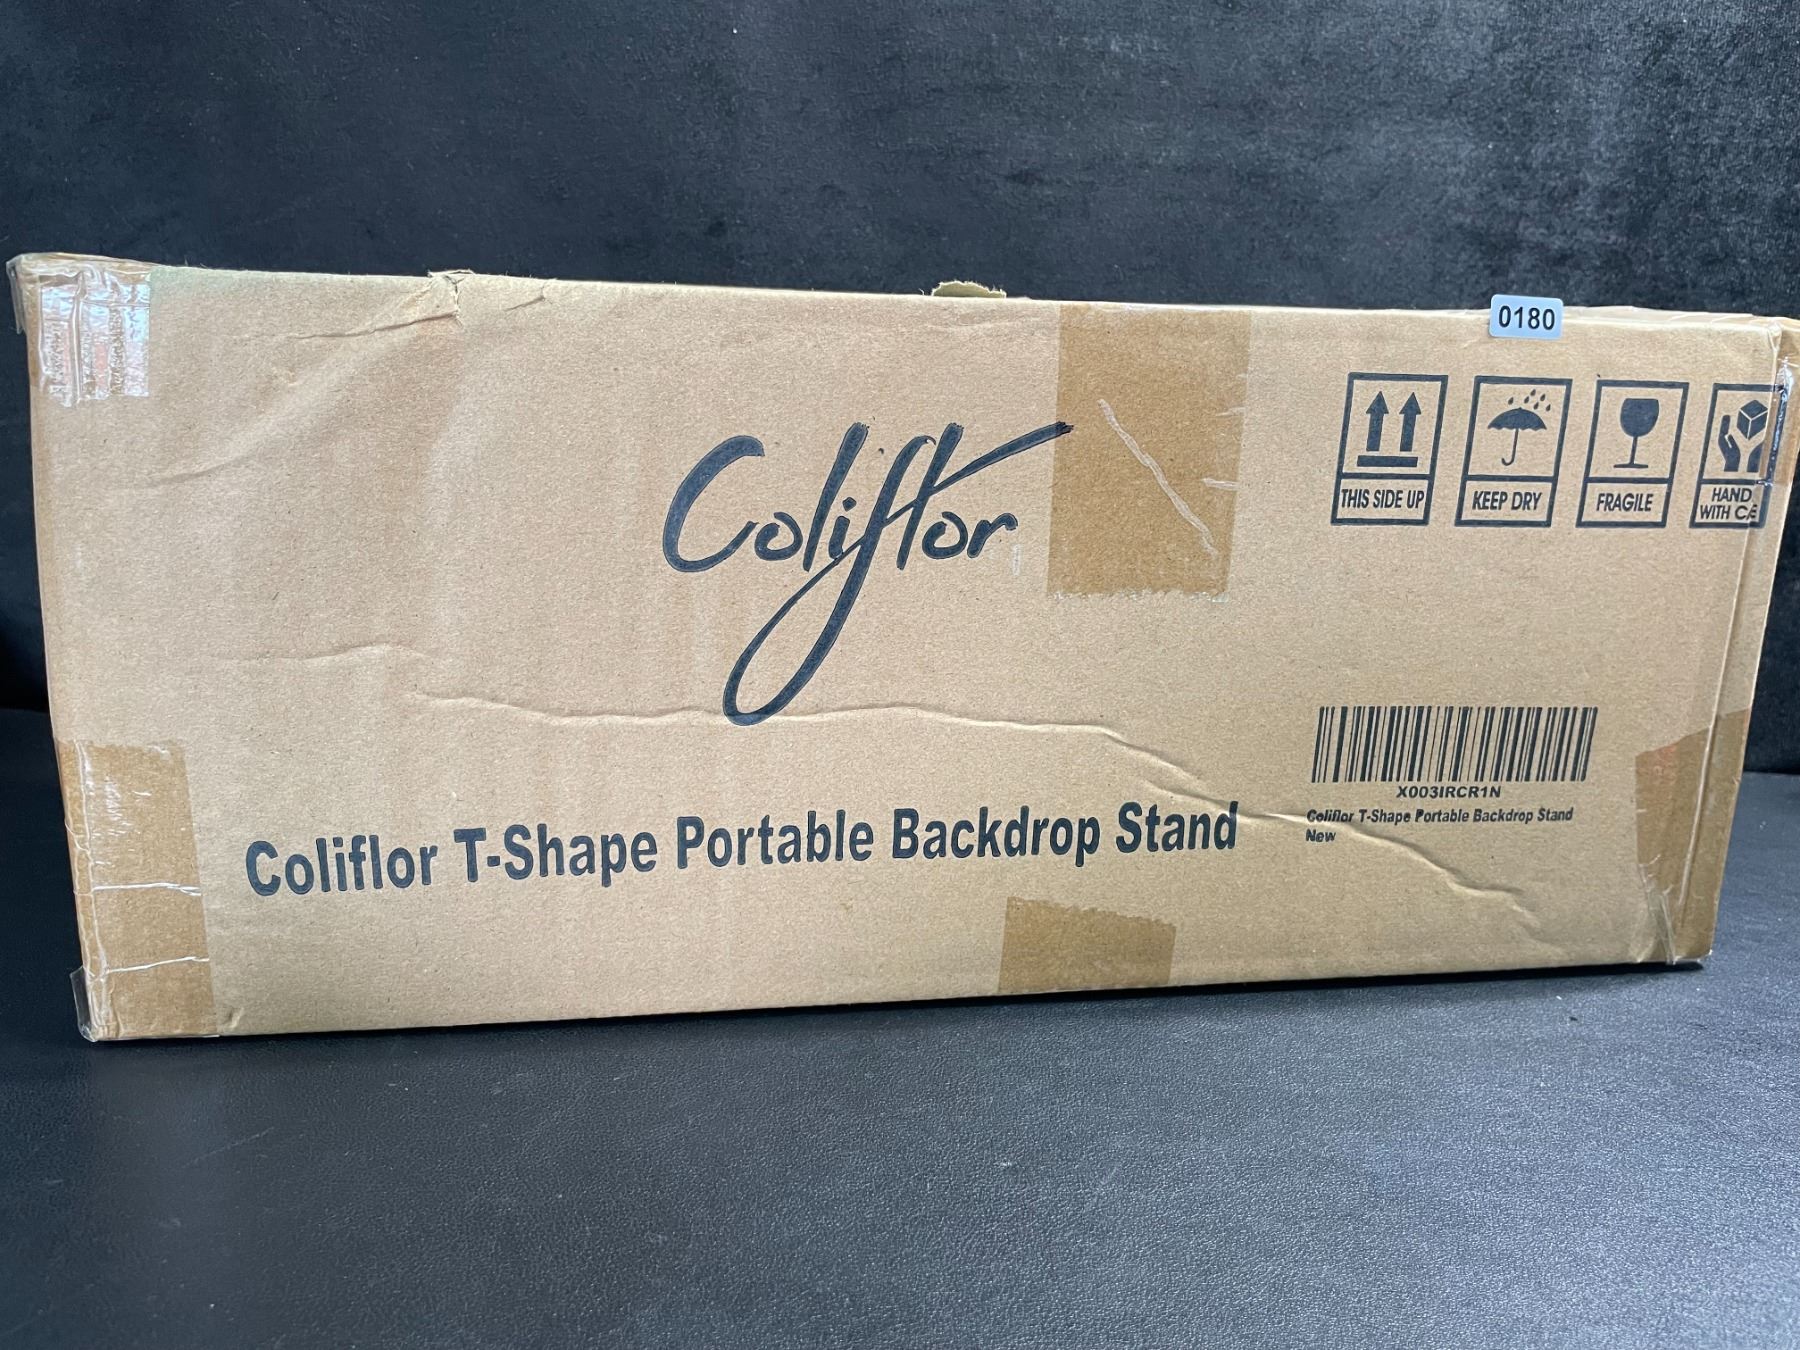 0180
Coliflor
THIS SIDE UP
KEEP DRY
FRAGILE
HAND
WITH
X003IRCR1N
Coliflor T-Shape Portable Backdrop Stand
New
Coliflor T-Shape Portable Backdrop Stand